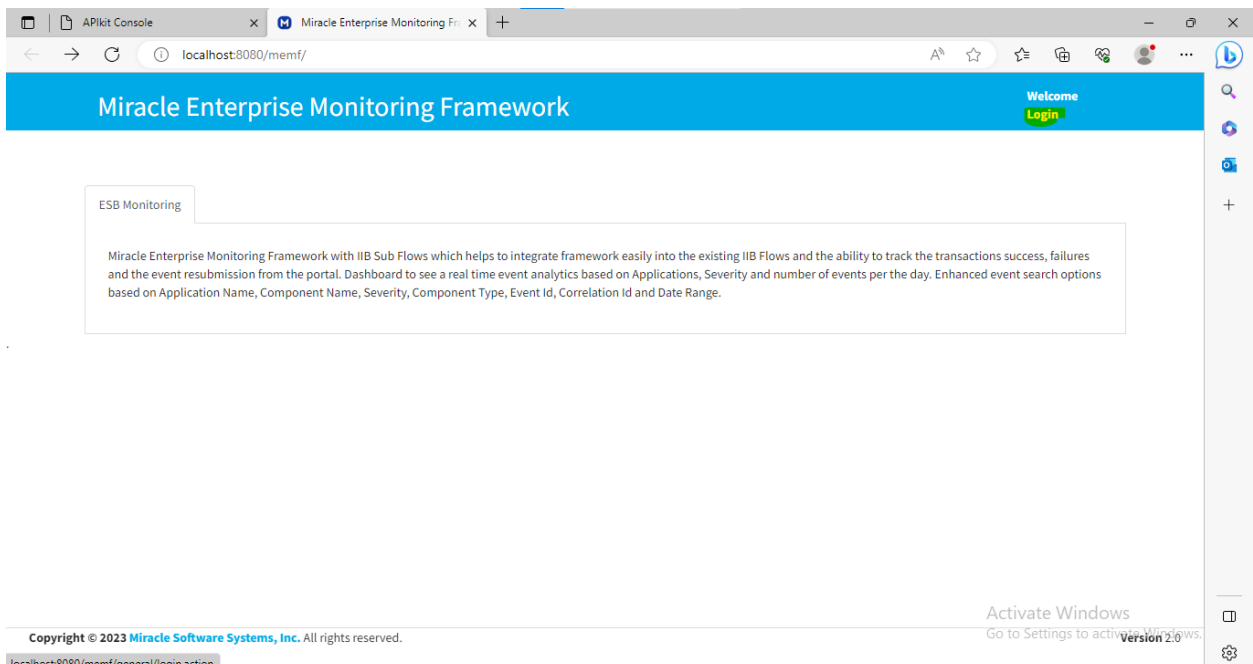 APIkit Console
Miracle Enterprise Monitoring Fr
localhost:8080/memf/
Miracle Enterprise Monitoring Framework
Welcome
Login
ESB Monitoring
Miracle Enterprise Monitoring Framework with IIB Sub Flows which helps to integrate framework easily into the existing IIB Flows and the ability to track the transactions success, failures
and the event resubmission from the portal. Dashboard to see a real time event analytics based on Applications, Severity and number of events per the day. Enhanced event search options
based on Application Name, Component Name, Severity, Component Type, Event Id, Correlation Id and Date Range.
.
Activate Windows
Go to Settings to activate Windows.
Copyright © 2023 Miracle Software Systems, Inc. All rights reserved.
Version 2.0
localhost:8080/memf/general/login.action